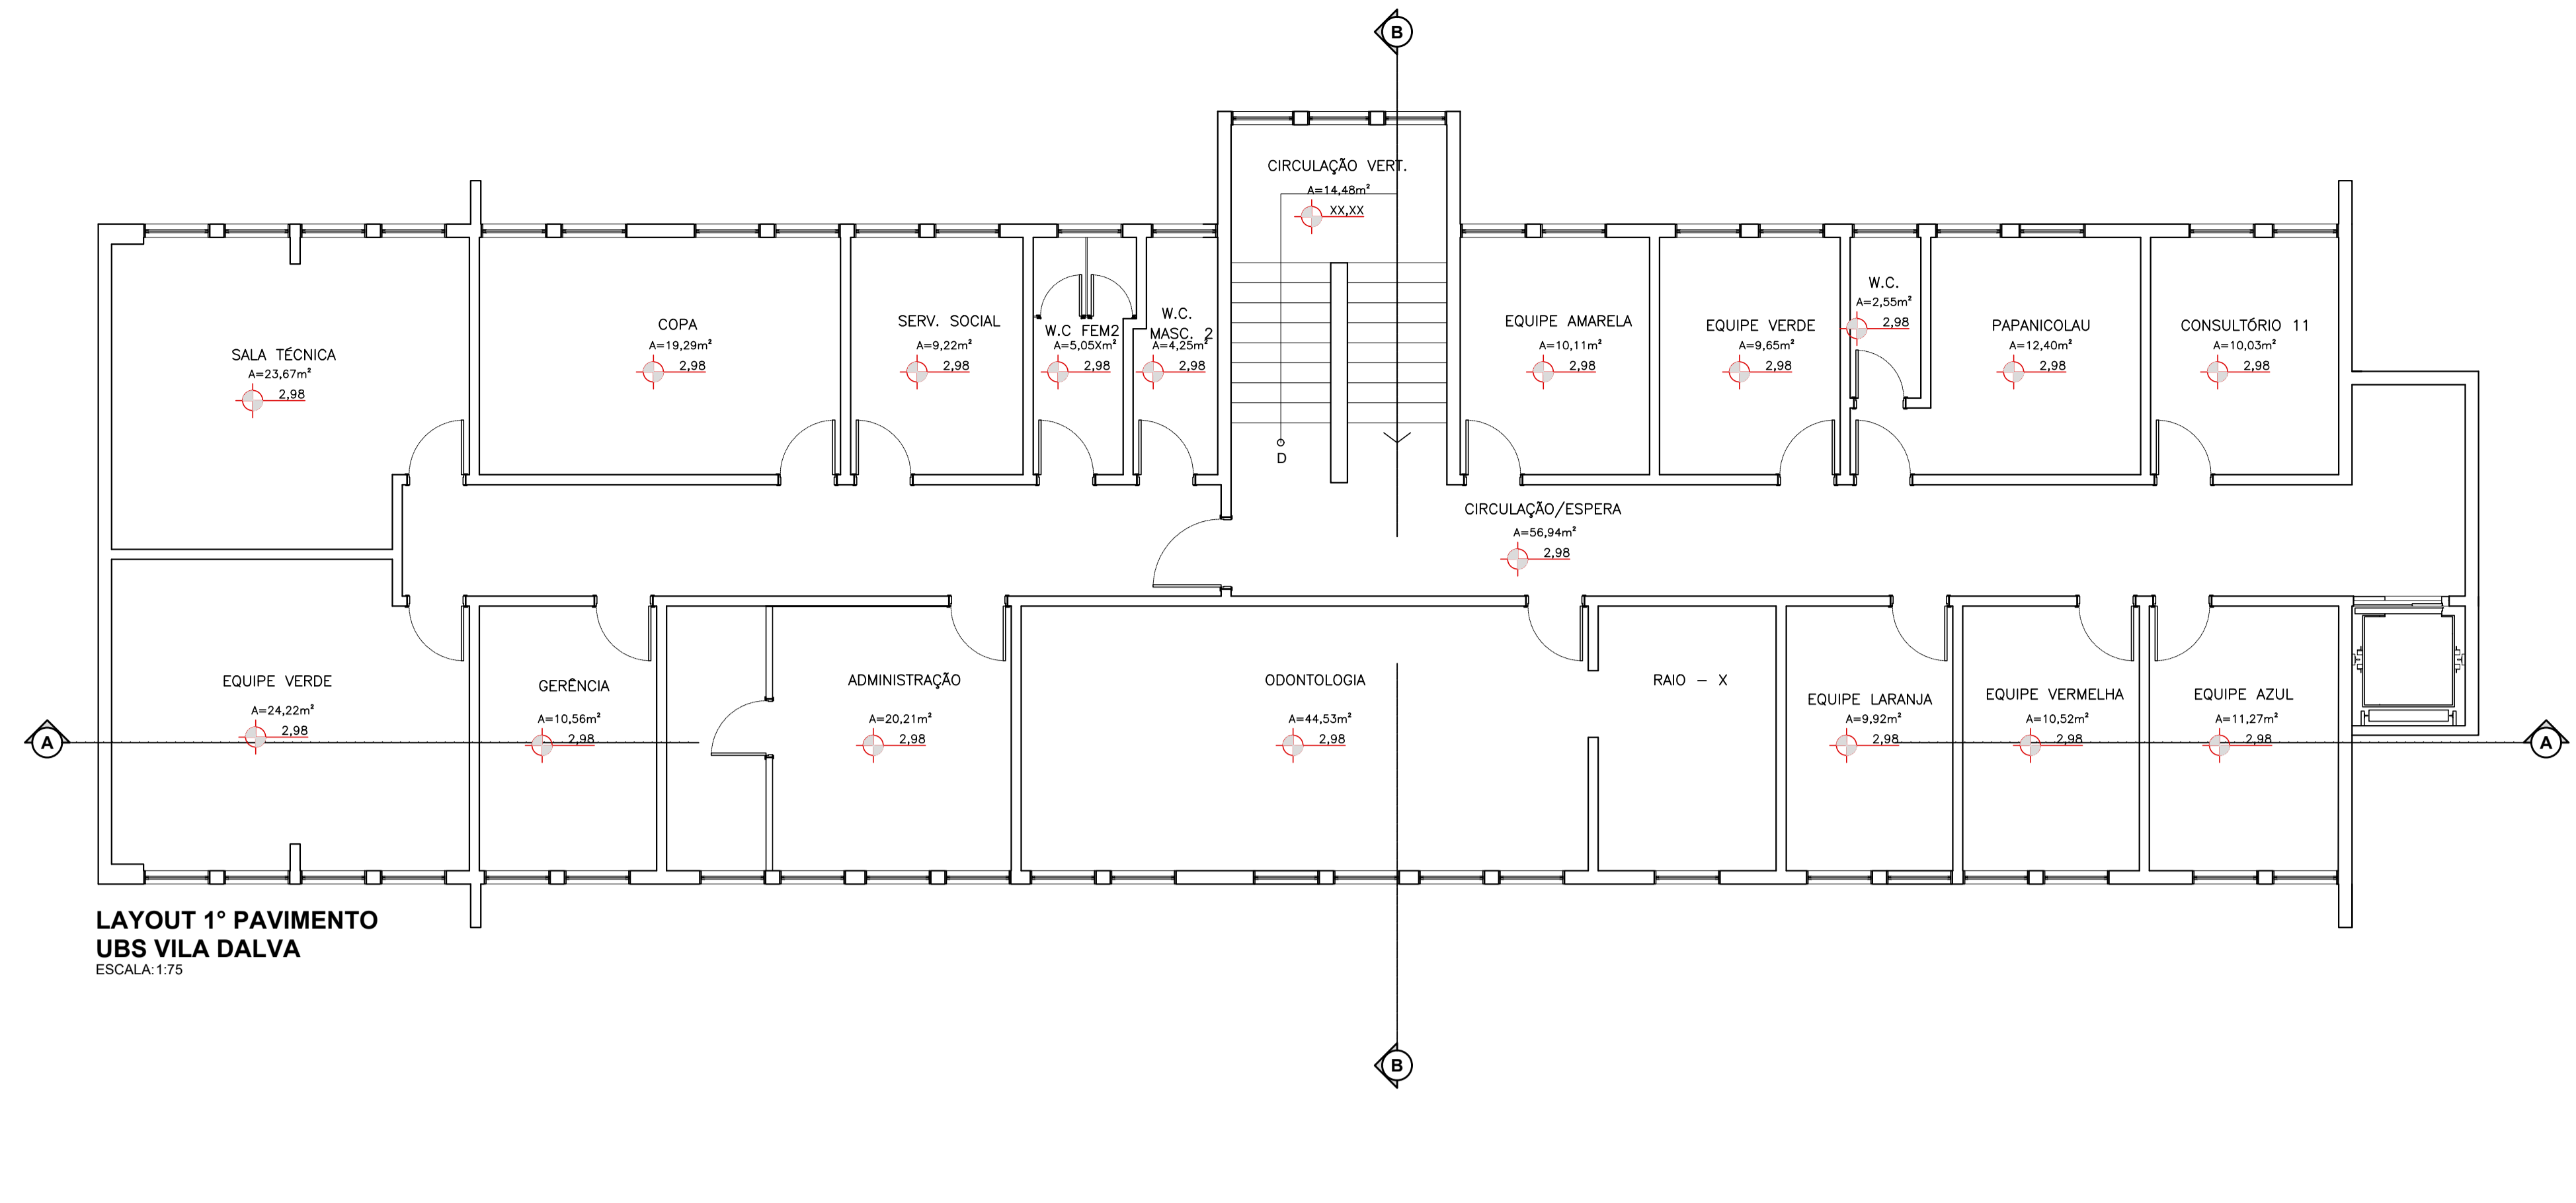 B
CIRCULAÇÃO VERT.
A=14,48m²
XX,XX
D
SALA TÉCNICA
A=23,67m²
2,98
COPA
A=19,29m²
2,98
SERV. SOCIAL
A=9,22m²
2,98
W.C FEM2
A=5,05Xm²
2,98
W.C.
MASC. 2
A=4,25m²
2,98
EQUIPE AMARELA
A=10,11m²
2,98
EQUIPE VERDE
A=9,65m²
2,98
W.C.
A=2,55m²
2,98
PAPANICOLAU
A=12,40m²
2,98
CONSULTÓRIO 11
A=10,03m²
2,98
CIRCULAÇÃO/ESPERA
A=56,94m²
2,98
A
EQUIPE VERDE
A=24,22m²
2,98
GERÊNCIA
A=10,56m²
2,98
ADMINISTRAÇÃO
A=20,21m²
2,98
ODONTOLOGIA
A=44,53m²
2,98
RAIO - X
EQUIPE LARANJA
A=9,92m²
2,98
EQUIPE VERMELHA
A=10,52m²
2,98
EQUIPE AZUL
A=11,27m²
2,98
A
LAYOUT 1° PAVIMENTO
UBS VILA DALVA
ESCALA:1:75
B